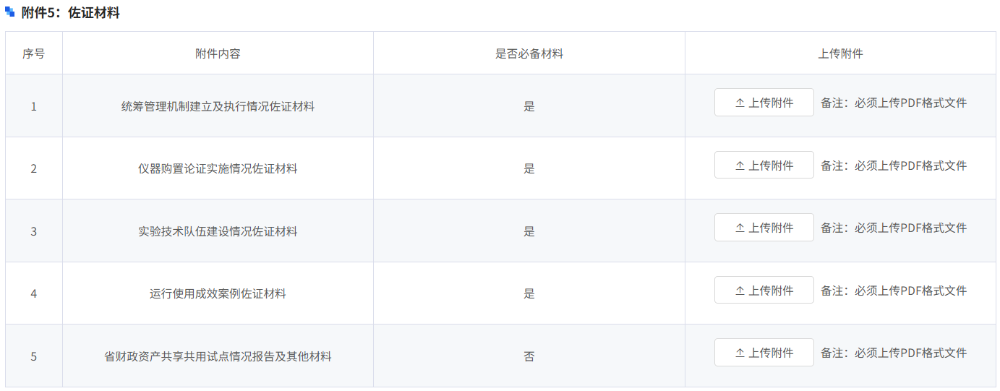 附件5：佐证材料
序号 附件内容 是否必备材料 上传附件
1 统筹管理机制建立及执行情况佐证材料 是 上传附件 备注：必须上传PDF格式文件
2 仪器购置论证实施情况佐证材料 是 上传附件 备注：必须上传PDF格式文件
3 实验技术队伍建设情况佐证材料 是 上传附件 备注：必须上传PDF格式文件
4 运行使用成效案例佐证材料 是 上传附件 备注：必须上传PDF格式文件
5 省财政资产共享共用试点情况报告及其他材料 否 上传附件 备注：必须上传PDF格式文件